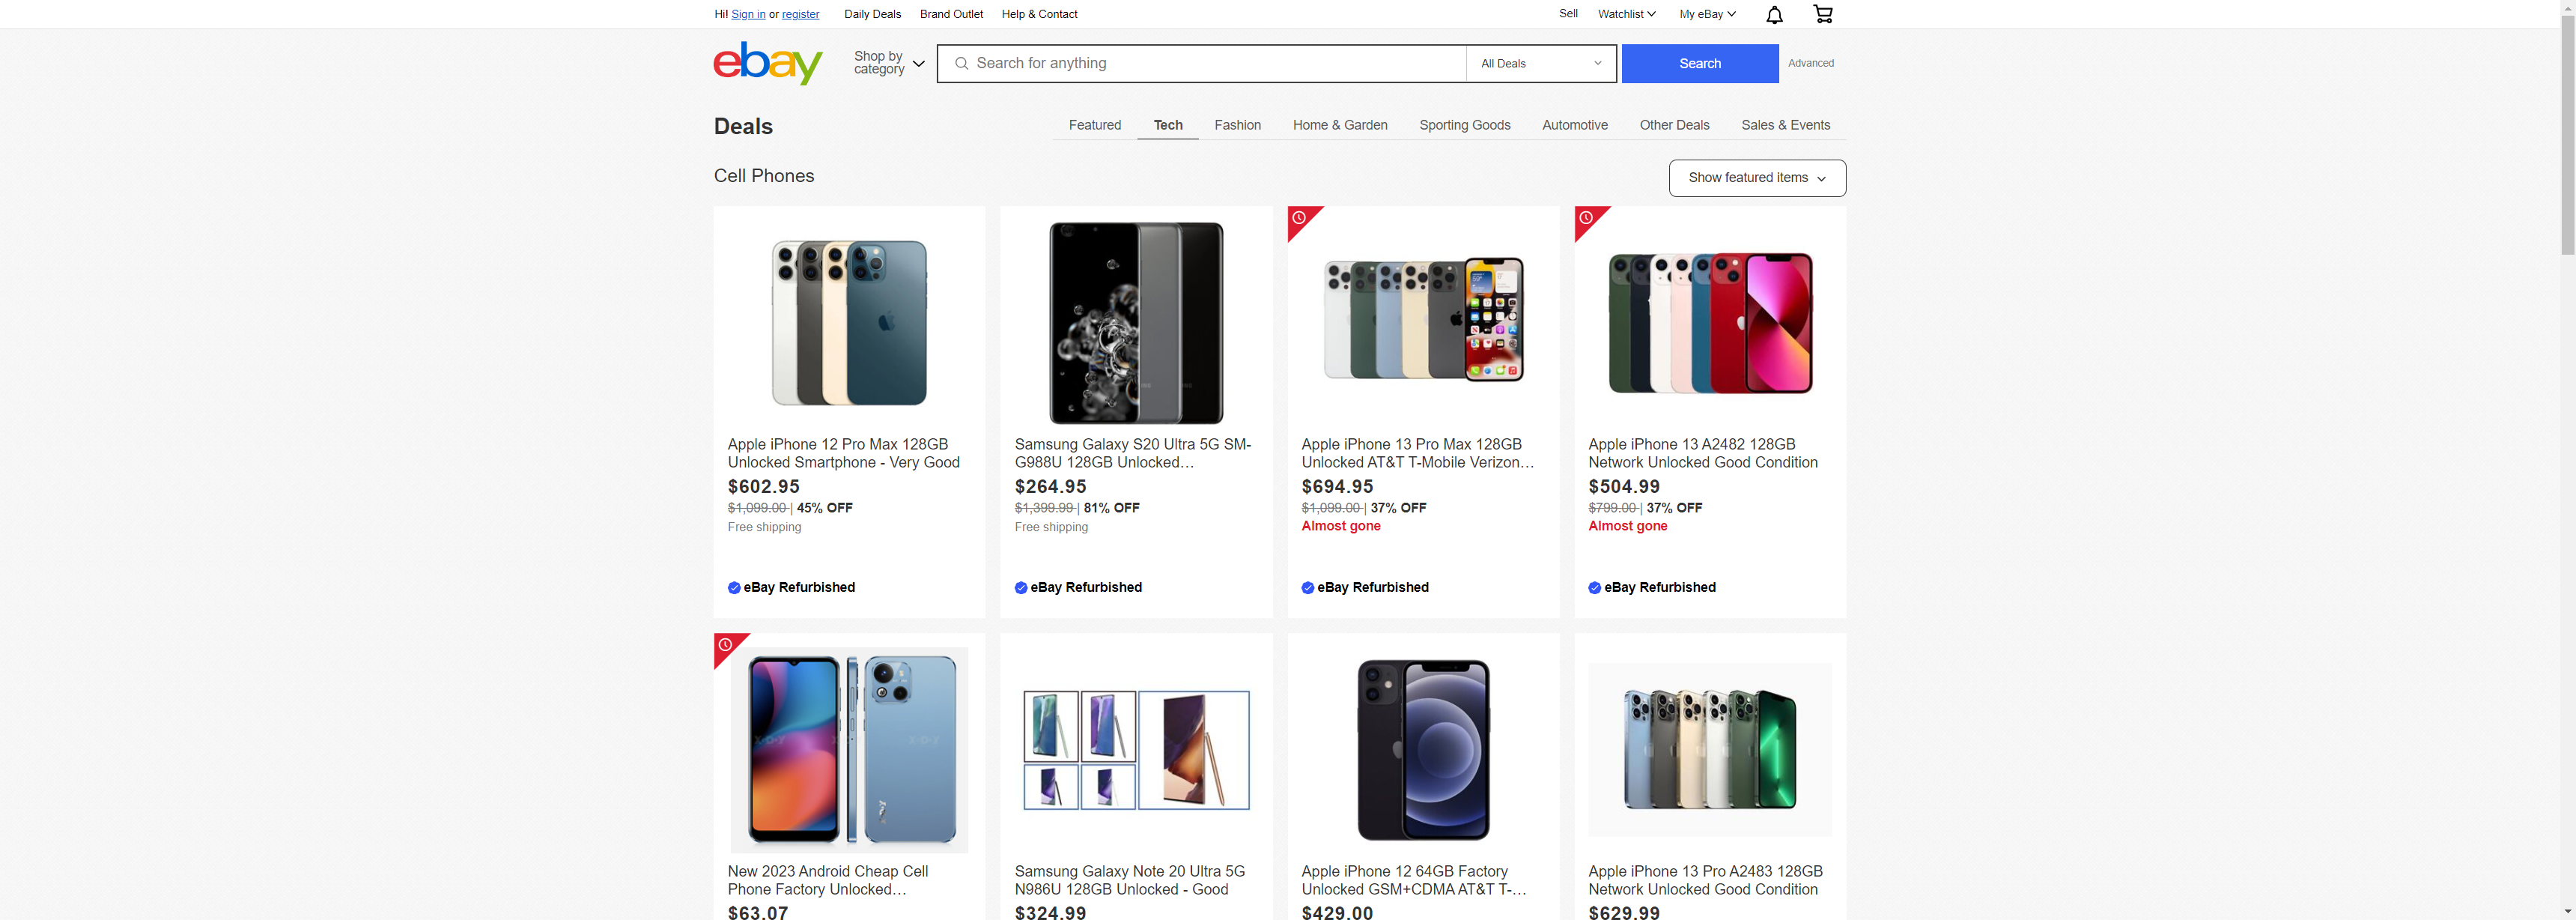 Hi! Sign in or register Daily Deals Brand Outlet Help & Contact Sell Watchlist My eBay
ebay
Shop by
category
Search for anything All Deals Search Advanced
Deals
Featured Tech Fashion Home & Garden Sporting Goods Automotive Other Deals Sales & Events
Cell Phones
Show featured items
Apple iPhone 12 Pro Max 128GB
Unlocked Smartphone - Very Good
$602.95
$1,099.00 | 45% OFF
Free shipping
eBay Refurbished
Samsung Galaxy S20 Ultra 5G SM-
G988U 128GB Unlocked…
$264.95
$1,399.99 | 81% OFF
Free shipping
eBay Refurbished
Apple iPhone 13 Pro Max 128GB
Unlocked AT&T T-Mobile Verizon…
$694.95
$1,099.00 | 37% OFF
Almost gone
eBay Refurbished
Apple iPhone 13 A2482 128GB
Network Unlocked Good Condition
$504.99
$799.00 | 37% OFF
Almost gone
eBay Refurbished
X·D·Y
New 2023 Android Cheap Cell
Phone Factory Unlocked…
$63.07
Samsung Galaxy Note 20 Ultra 5G
N986U 128GB Unlocked - Good
$324.99
Apple iPhone 12 64GB Factory
Unlocked GSM+CDMA AT&T T-…
$429.00
Apple iPhone 13 Pro A2483 128GB
Network Unlocked Good Condition
$629.99